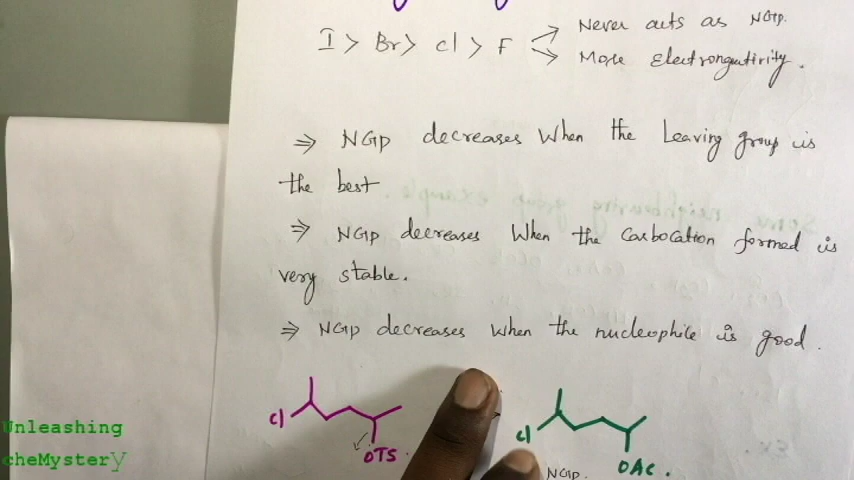 Never acts as NGP.
I > Br > Cl > F
More Electrongutirity.
⇒ NGP decreases When the Leaving group is
the best
⇒ NGP decreases When the Carbocation formed is
very stable.
⇒ NGP decreases when the nucleophile is good.
Cl
OTS.
Cl
OAC.
NGP.
Unleashing
cheMysterY